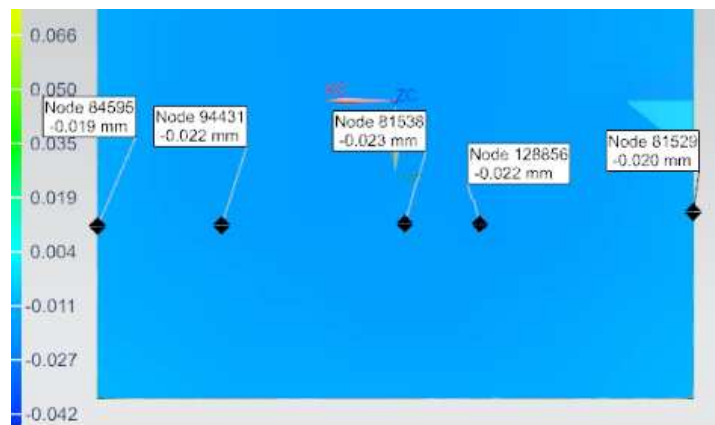 0.066
0.050
0.035
0.019
0.004
-0.011
-0.027
-0.042
Node 84595
-0.019 mm
Node 94431
-0.022 mm
ZC
Node 81538
-0.023 mm
Node 128856
-0.022 mm
Node 81529
-0.020 mm